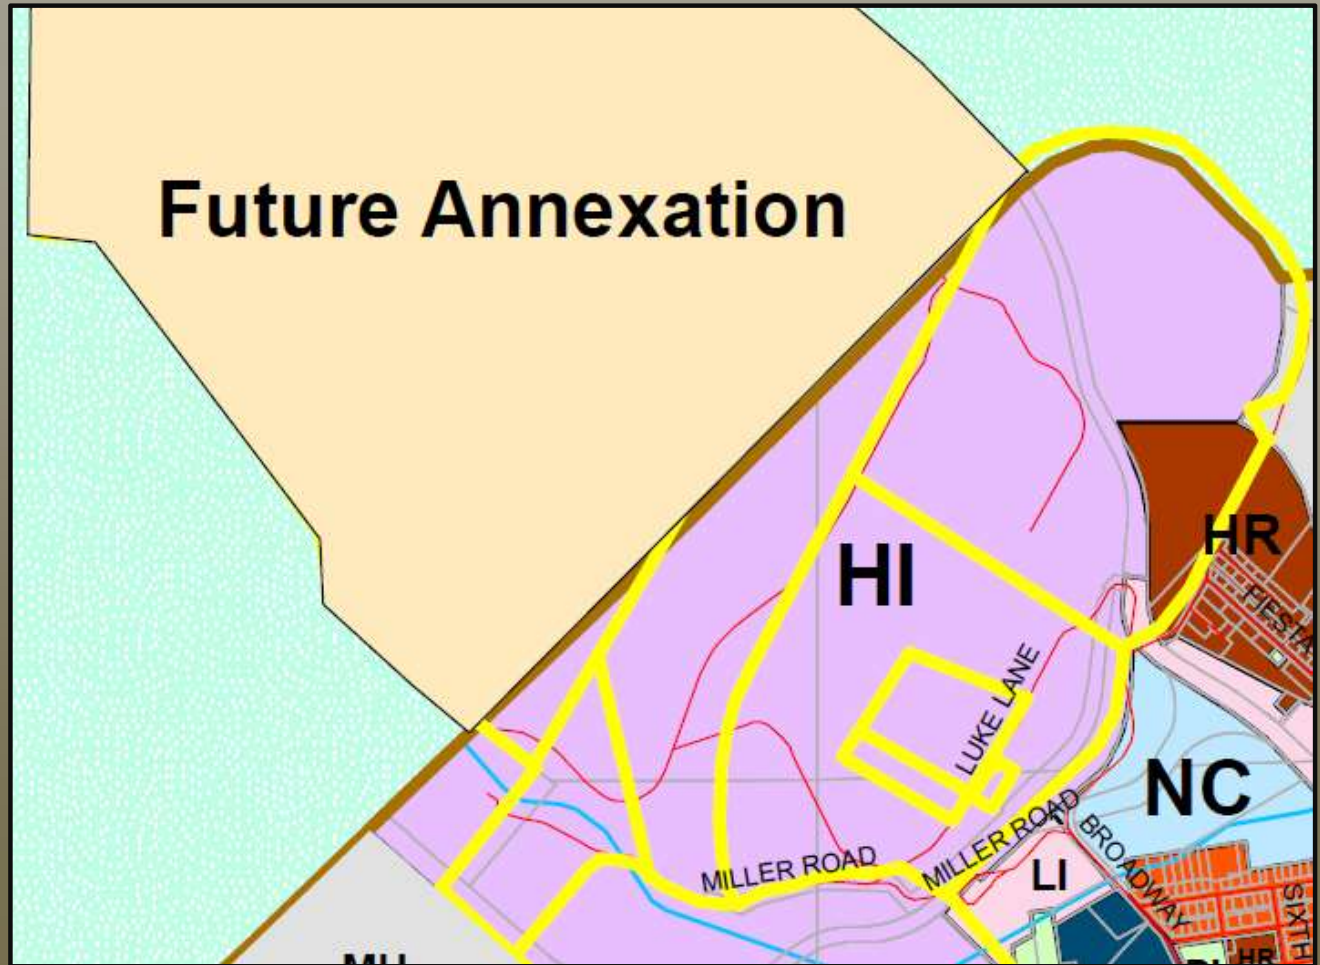 Future Annexation
HR
FIESTA
HI
LUKE LANE
NC
MILLER ROAD
MILLER ROAD
BROADWAY
LI
SIXTH
HR